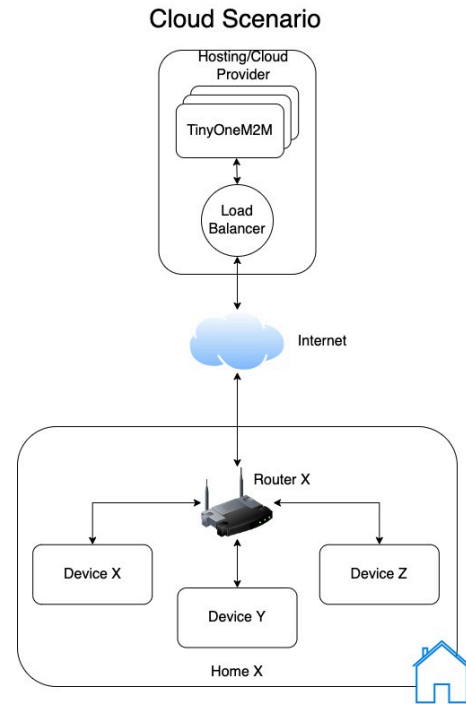 Cloud Scenario
Hosting/Cloud
Provider
TinyOneM2M
Load
Balancer
Internet
Router X
Device X
Device Z
Device Y
Home X